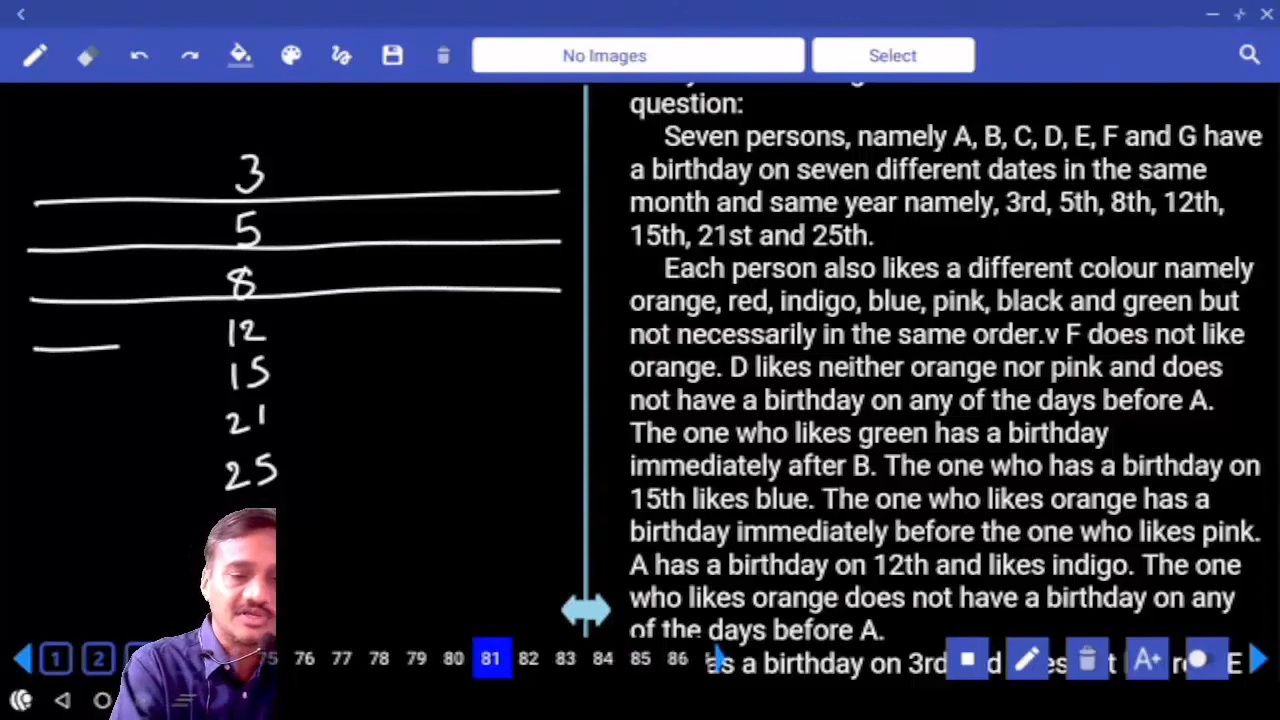 No Images
Select
question:
Seven persons, namely A, B, C, D, E, F and G have
a birthday on seven different dates in the same
month and same year namely, 3rd, 5th, 8th, 12th,
15th, 21st and 25th.
Each person also likes a different colour namely
orange, red, indigo, blue, pink, black and green but
not necessarily in the same order.v F does not like
orange. D likes neither orange nor pink and does
not have a birthday on any of the days before A.
The one who likes green has a birthday
immediately after B. The one who has a birthday on
15th likes blue. The one who likes orange has a
birthday immediately before the one who likes pink.
A has a birthday on 12th and likes indigo. The one
who likes orange does not have a birthday on any
of the days before A.
as a birthday on 3rd E
3
5
8
12
15
21
25
1 2 75 76 77 78 79 80 81 82 83 84 85 86
A+